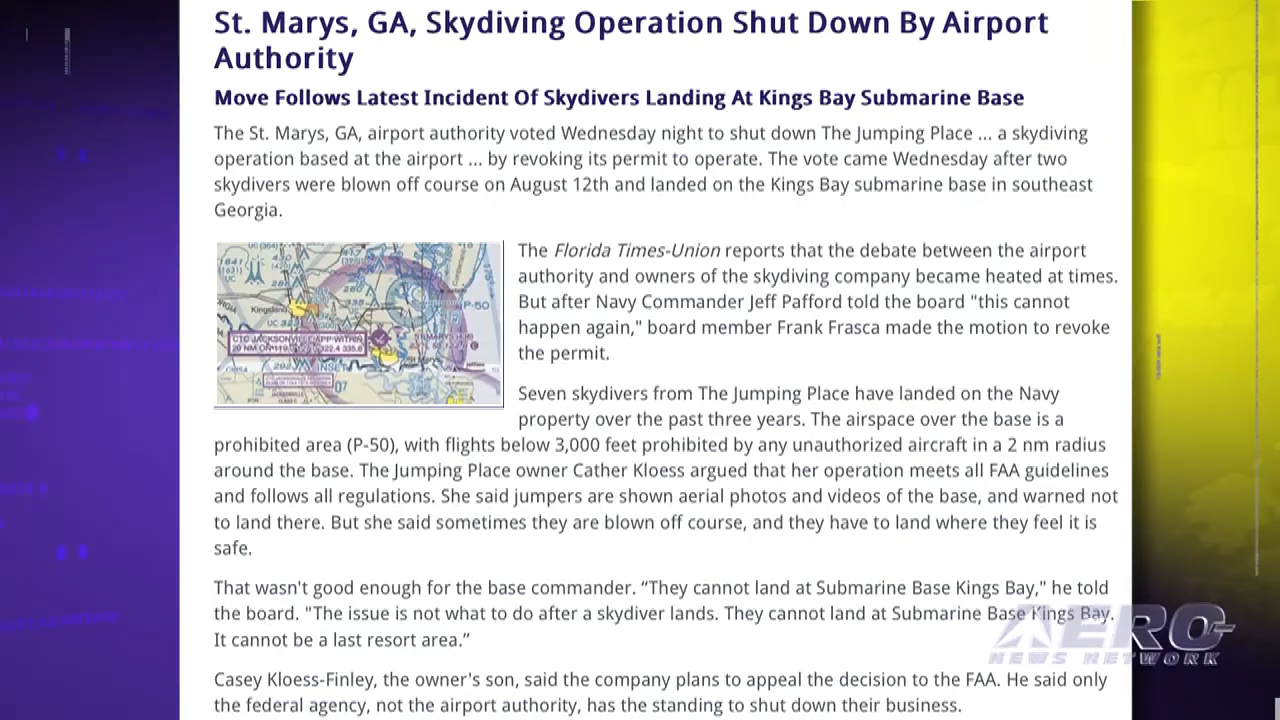 St. Marys, GA, Skydiving Operation Shut Down By Airport
Authority
Move Follows Latest Incident Of Skydivers Landing At Kings Bay Submarine Base
The St. Marys, GA, airport authority voted Wednesday night to shut down The Jumping Place ... a skydiving
operation based at the airport ... by revoking its permit to operate. The vote came Wednesday after two
skydivers were blown off course on August 12th and landed on the Kings Bay submarine base in southeast
Georgia.
The Florida Times-Union reports that the debate between the airport
authority and owners of the skydiving company became heated at times.
But after Navy Commander Jeff Pafford told the board "this cannot
happen again," board member Frank Frasca made the motion to revoke
the permit.
Kingsland
P-50
CTC JACKSONVILLE APP WITHIN
20 NM ON
INSET
Seven skydivers from The Jumping Place have landed on the Navy
property over the past three years. The airspace over the base is a
prohibited area (P-50), with flights below 3,000 feet prohibited by any unauthorized aircraft in a 2 nm radius
around the base. The Jumping Place owner Cather Kloess argued that her operation meets all FAA guidelines
and follows all regulations. She said jumpers are shown aerial photos and videos of the base, and warned not
to land there. But she said sometimes they are blown off course, and they have to land where they feel it is
safe.
That wasn't good enough for the base commander. “They cannot land at Submarine Base Kings Bay," he told
the board. "The issue is not what to do after a skydiver lands. They cannot land at Submarine Base Kings Bay.
It cannot be a last resort area.”
AERO
NEWS NETWORK
Casey Kloess-Finley, the owner's son, said the company plans to appeal the decision to the FAA. He said only
the federal agency, not the airport authority, has the standing to shut down their business.